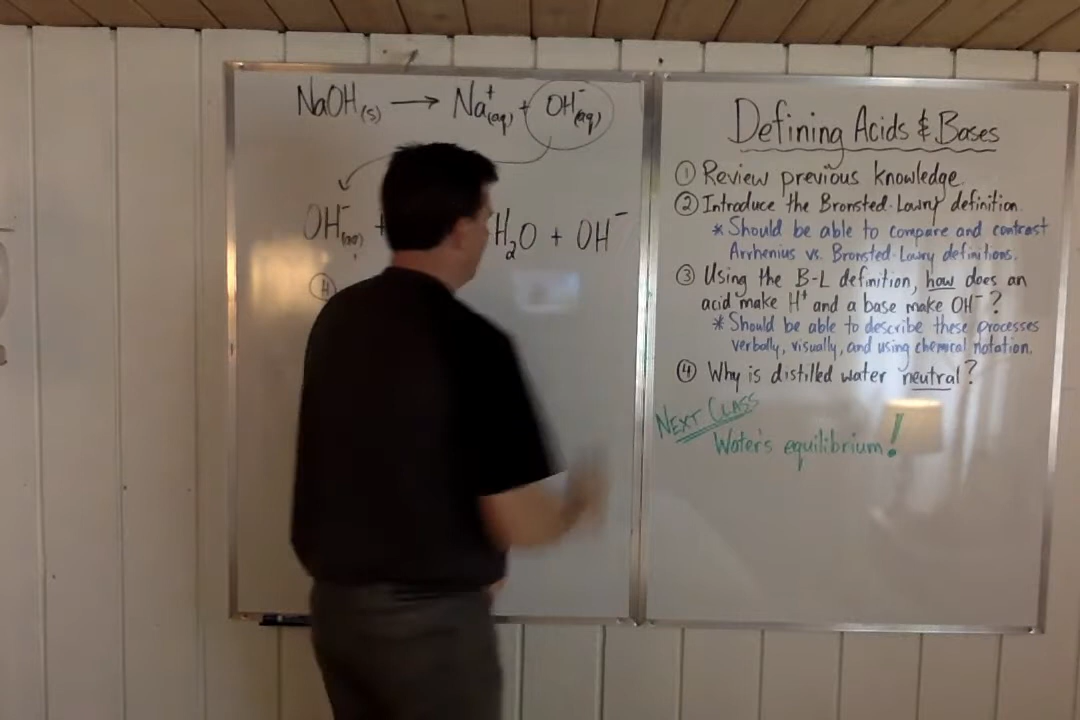 NaOH(s) → Na⁺(aq) + OH⁻(aq)
OH⁻(aq) + H₂O + OH⁻
H
Defining Acids & Bases
① Review previous knowledge.
② Introduce the Bronsted-Lowry definition.
* Should be able to compare and contrast
Arrhenius vs. Bronsted-Lowry definitions.
③ Using the B-L definition, how does an
acid make H⁺ and a base make OH⁻?
* Should be able to describe these processes
verbally, visually, and using chemical notation.
④ Why is distilled water neutral?
NEXT CLASS
Water's equilibrium!